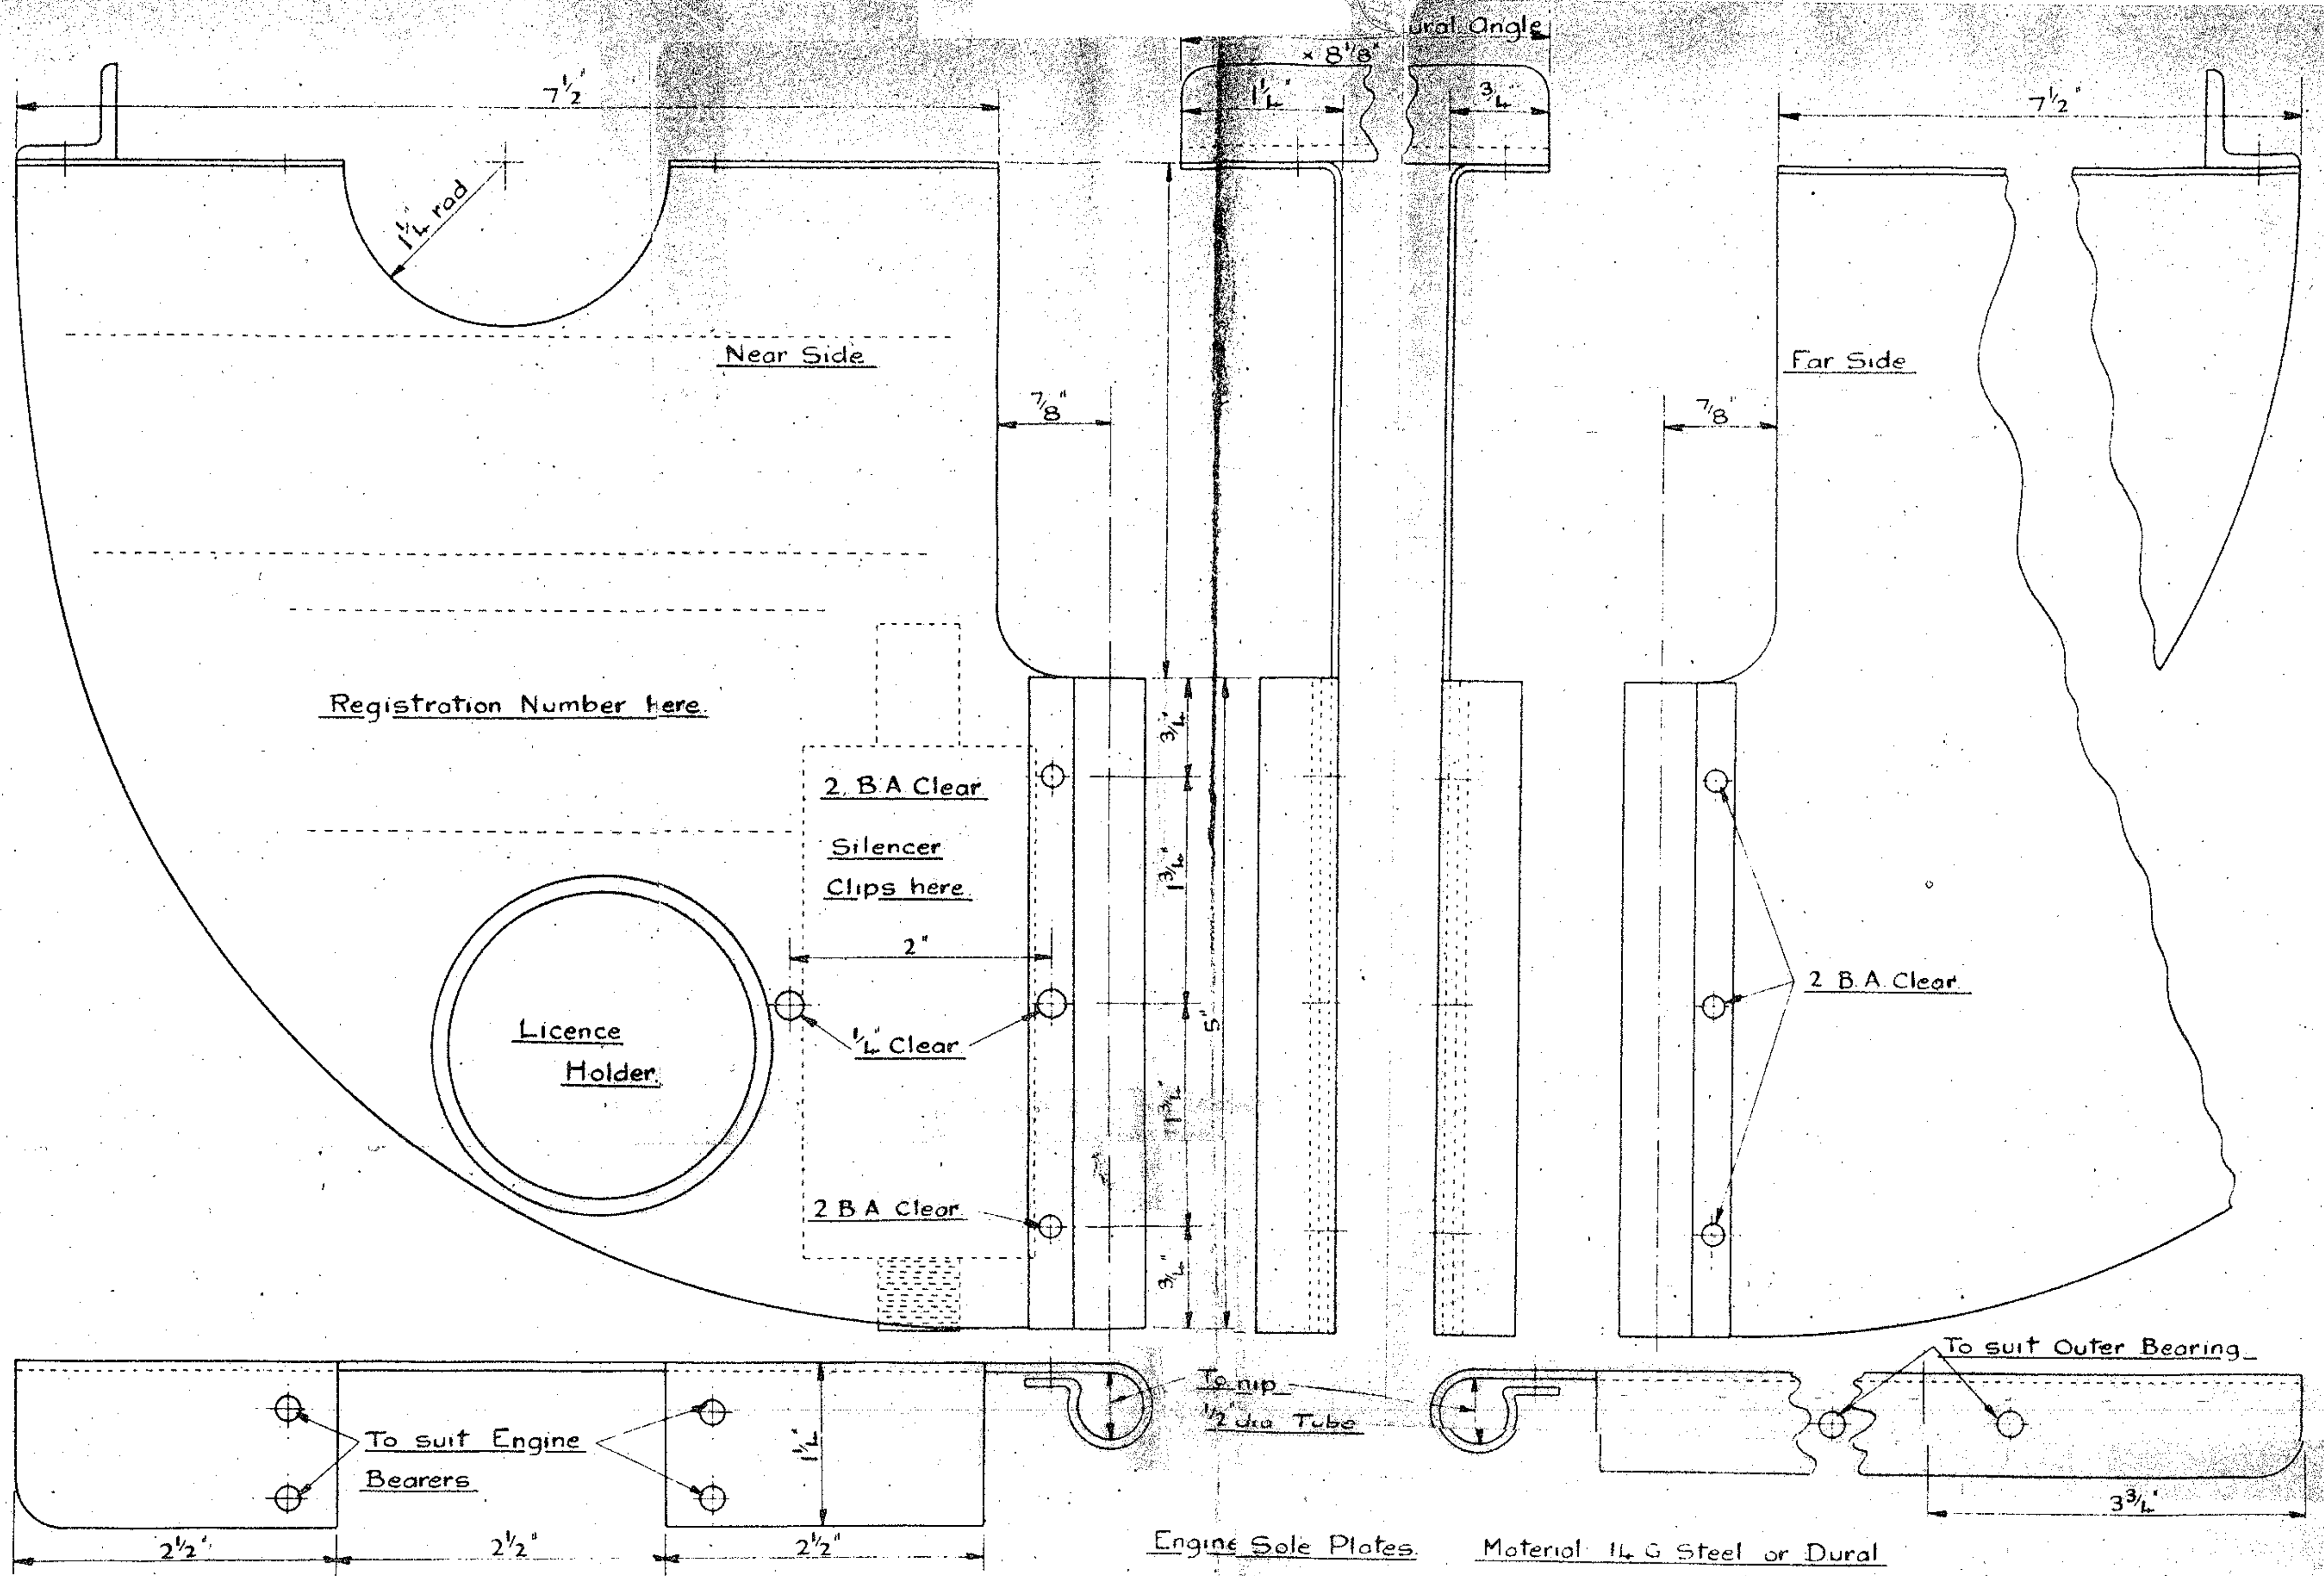 ural Angle
× 8 1/8"
7 1/2"
1 1/4"
3/4"
7 1/2"
1 1/4 rad
Near Side
Far Side
7/8"
7/8"
Registration Number here.
3/4"
2. B.A. Clear.
Silencer
Clips here.
1 3/4"
2"
2 B.A. Clear.
5"
Licence
Holder.
1/4" Clear
1 3/4"
2 B A Clear.
3/4"
To suit Outer Bearing
To nip
1/2" dia Tube
To suit Engine
Bearers
1 1/4"
3 3/4"
2 1/2"
2 1/2"
2 1/2"
Engine Sole Plates.
Material 14 G Steel or Dural